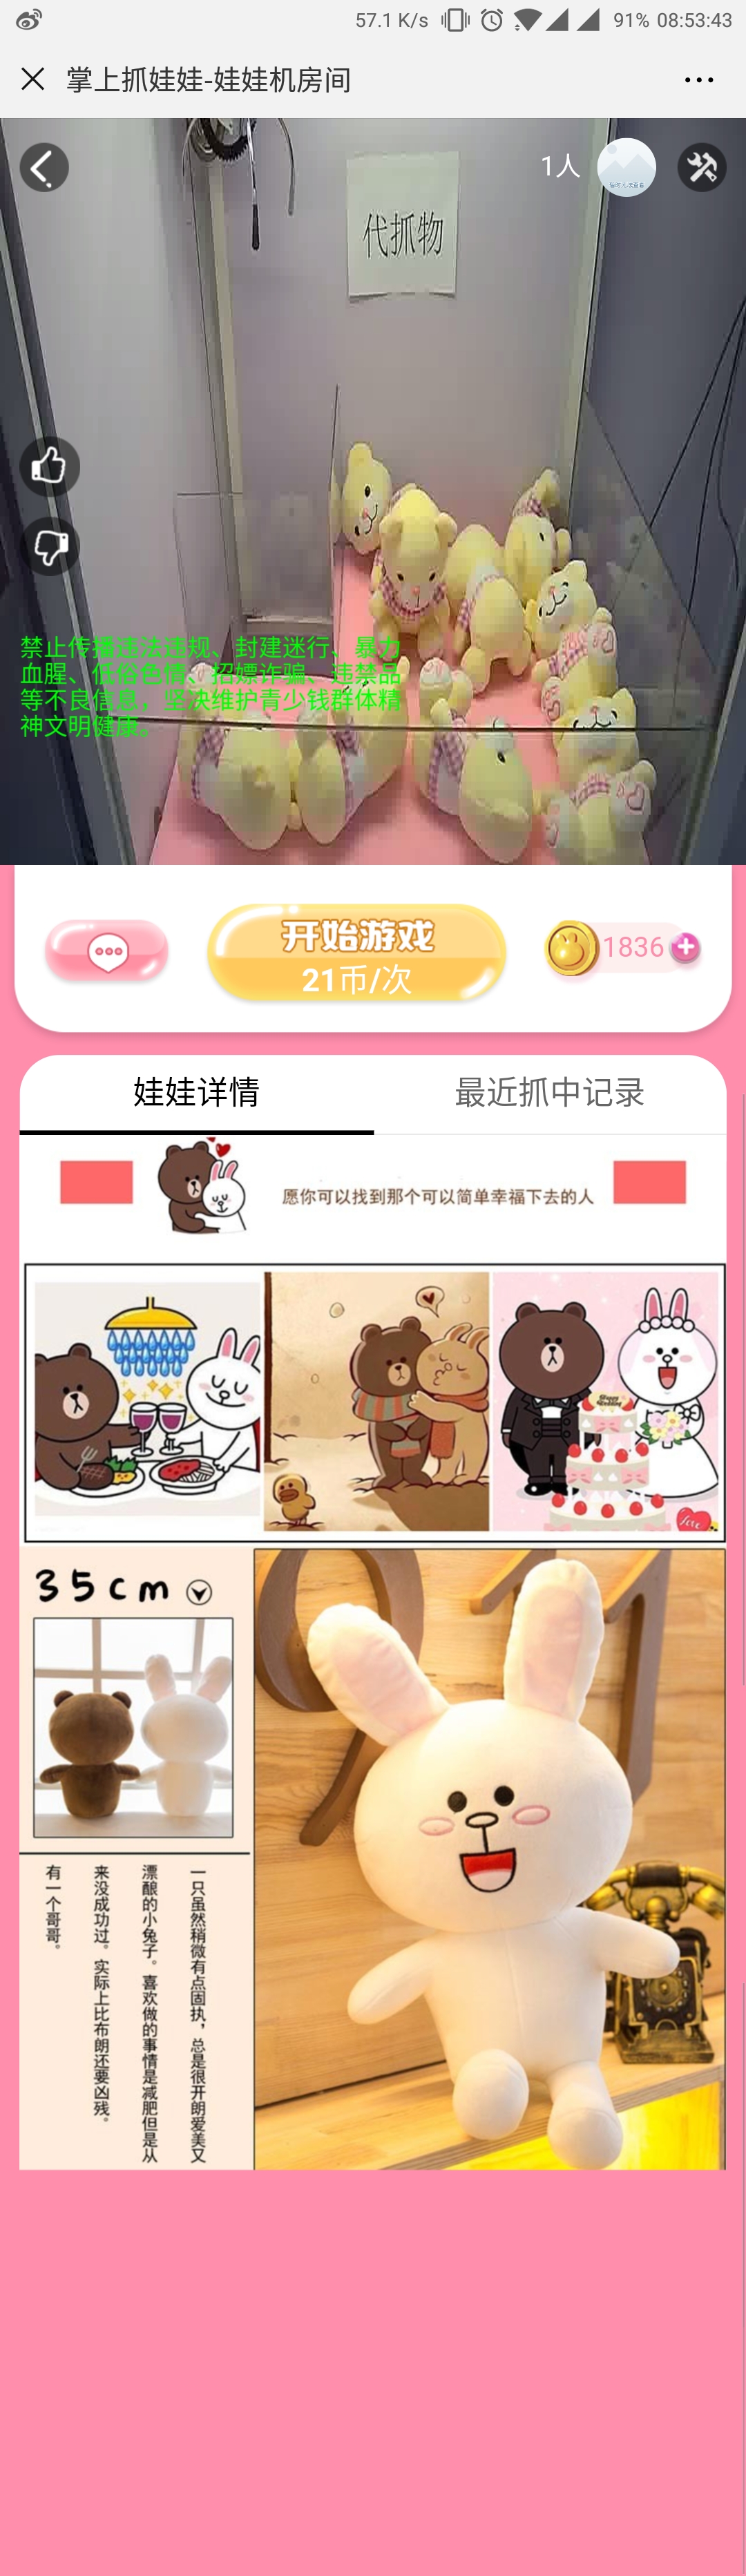 57.1 K/s 91% 08:53:43
掌上抓娃娃-娃娃机房间
1人
代抓物
禁止传播违法违规、封建迷行、暴力
血腥、低俗色情、招嫖诈骗、违禁品
等不良信息，坚决维护青少钱群体精
神文明健康。
开始游戏
21币/次
1836
娃娃详情
最近抓中记录
愿你可以找到那个可以简单幸福下去的人
Love
35cm
一只虽然稍微有点固执，总是很开朗爱美又
漂酿的小兔子。喜欢做的事情是减肥但是从
来没成功过。实际上比布朗还要凶残。
有一个哥哥。